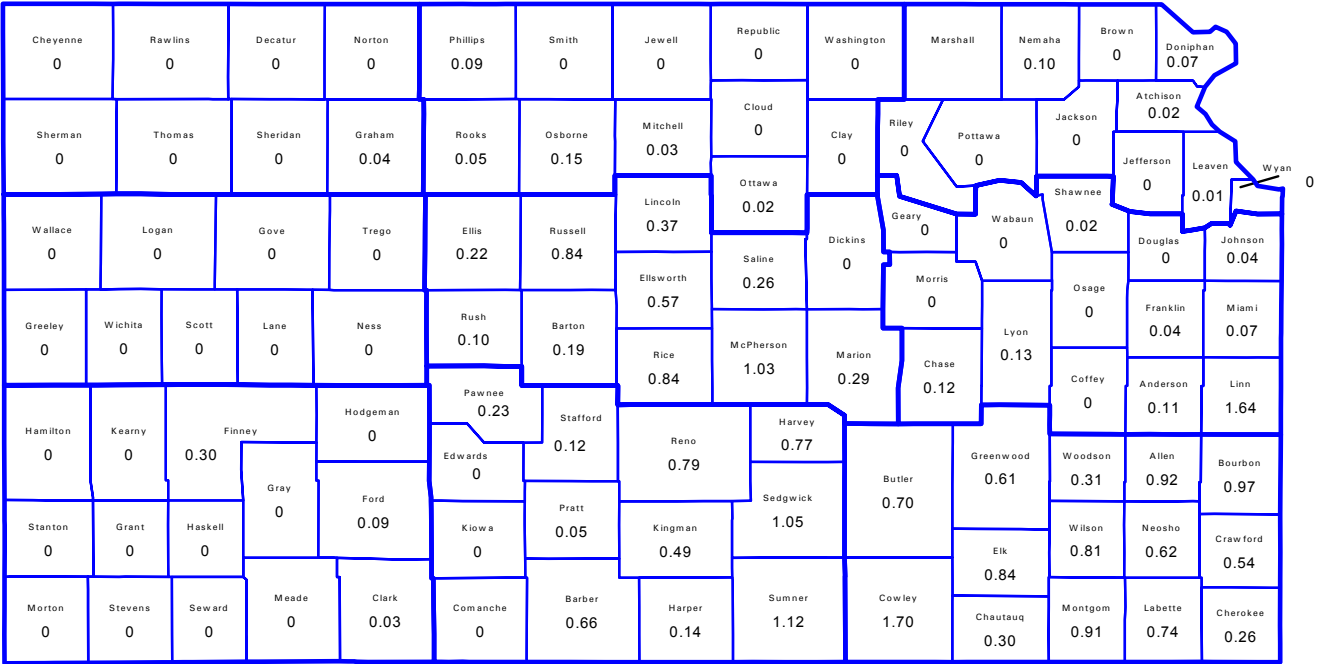 Cheyenne
0
Rawlins
0
Decatur
0
Norton
0
Phillips
0.09
Smith
0
Jewell
0
Republic
0
Washington
0
Marshall
Nemaha
0.10
Brown
0
Doniphan
0.07
Sherman
0
Thomas
0
Sheridan
0
Graham
0.04
Rooks
0.05
Osborne
0.15
Mitchell
0.03
Cloud
0
Clay
0
Riley
0
Pottawa
0
Jackson
0
Atchison
0.02
Jefferson
0
Leaven
0.01
Wyan
0
Ottawa
0.02
Wallace
0
Logan
0
Gove
0
Trego
0
Ellis
0.22
Russell
0.84
Lincoln
0.37
Saline
0.26
Dickins
0
Geary
0
Wabaun
0
Shawnee
0.02
Douglas
0
Johnson
0.04
Ellsworth
0.57
Morris
0
Osage
0
Franklin
0.04
Miami
0.07
Greeley
0
Wichita
0
Scott
0
Lane
0
Ness
0
Rush
0.10
Barton
0.19
Rice
0.84
McPherson
1.03
Marion
0.29
Chase
0.12
Lyon
0.13
Coffey
0
Anderson
0.11
Linn
1.64
Hamilton
0
Kearny
0
Finney
0.30
Hodgeman
0
Pawnee
0.23
Stafford
0.12
Edwards
0
Reno
0.79
Harvey
0.77
Sedgwick
1.05
Butler
0.70
Greenwood
0.61
Woodson
0.31
Allen
0.92
Bourbon
0.97
Gray
0
Ford
0.09
Stanton
0
Grant
0
Haskell
0
Kiowa
0
Pratt
0.05
Kingman
0.49
Elk
0.84
Wilson
0.81
Neosho
0.62
Crawford
0.54
Morton
0
Stevens
0
Seward
0
Meade
0
Clark
0.03
Comanche
0
Barber
0.66
Harper
0.14
Sumner
1.12
Cowley
1.70
Chautauq
0.30
Montgom
0.91
Labette
0.74
Cherokee
0.26